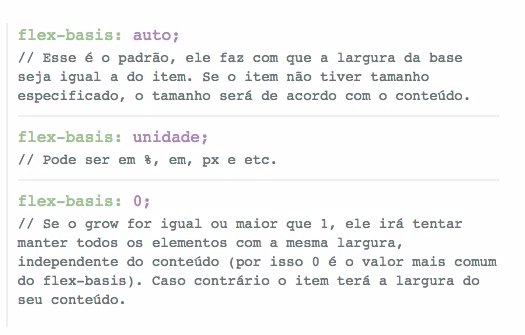 flex-basis: auto;
// Esse é o padrão, ele faz com que a largura da base
seja igual a do item. Se o item não tiver tamanho
especificado, o tamanho será de acordo com o conteúdo.
flex-basis: unidade;
// Pode ser em %, em, px e etc.
flex-basis: 0;
// Se o grow for igual ou maior que 1, ele irá tentar
manter todos os elementos com a mesma largura,
independente do conteúdo (por isso 0 é o valor mais comum
do flex-basis). Caso contrário o item terá a largura do
seu conteúdo.